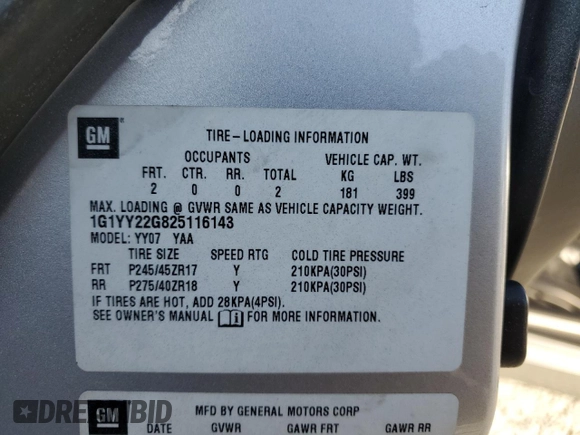 GM
TIRE-LOADING INFORMATION
OCCUPANTS VEHICLE CAP. WT.
FRT. CTR. RR. TOTAL KG LBS
2 0 0 2 181 399
MAX. LOADING @ GVWR SAME AS VEHICLE CAPACITY WEIGHT.
1G1YY22G825116143
MODEL: YY07 YAA
TIRE SIZE SPEED RTG COLD TIRE PRESSURE
FRT P245/45ZR17 Y 210KPA(30PSI)
RR P275/40ZR18 Y 210KPA(30PSI)
IF TIRES ARE HOT, ADD 28KPA(4PSI).
SEE OWNER'S MANUAL FOR MORE INFORMATION.
GM
MFD BY GENERAL MOTORS CORP
DATE GVWR GAWR FRT GAWR RR
DREAMBID